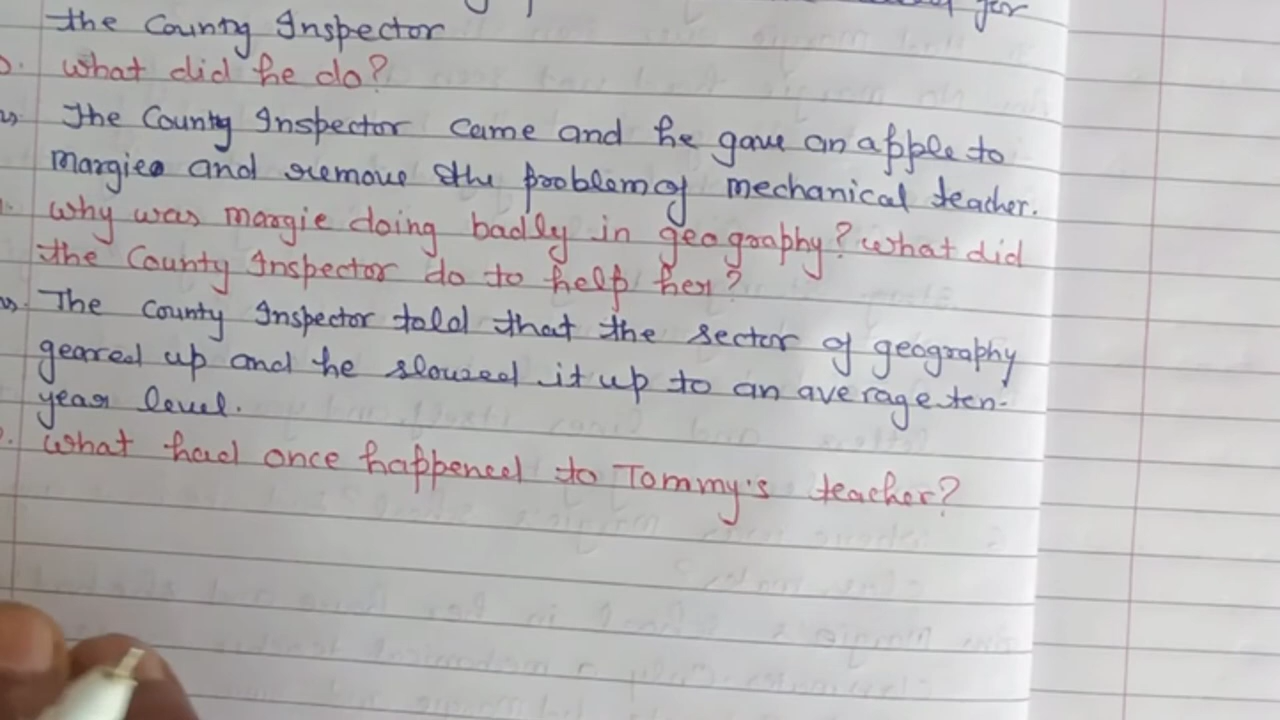 for
the County Inspector
what did he do?
The County Inspector came and he gave an apple to
Margie and remove the problem of mechanical teacher.
why was margie doing badly in geography? what did
the County Inspector do to help her?
The County Inspector told that the sector of geography
geared up and he slowed it up to an average ten-
year level.
what had once happened to Tommy's teacher?